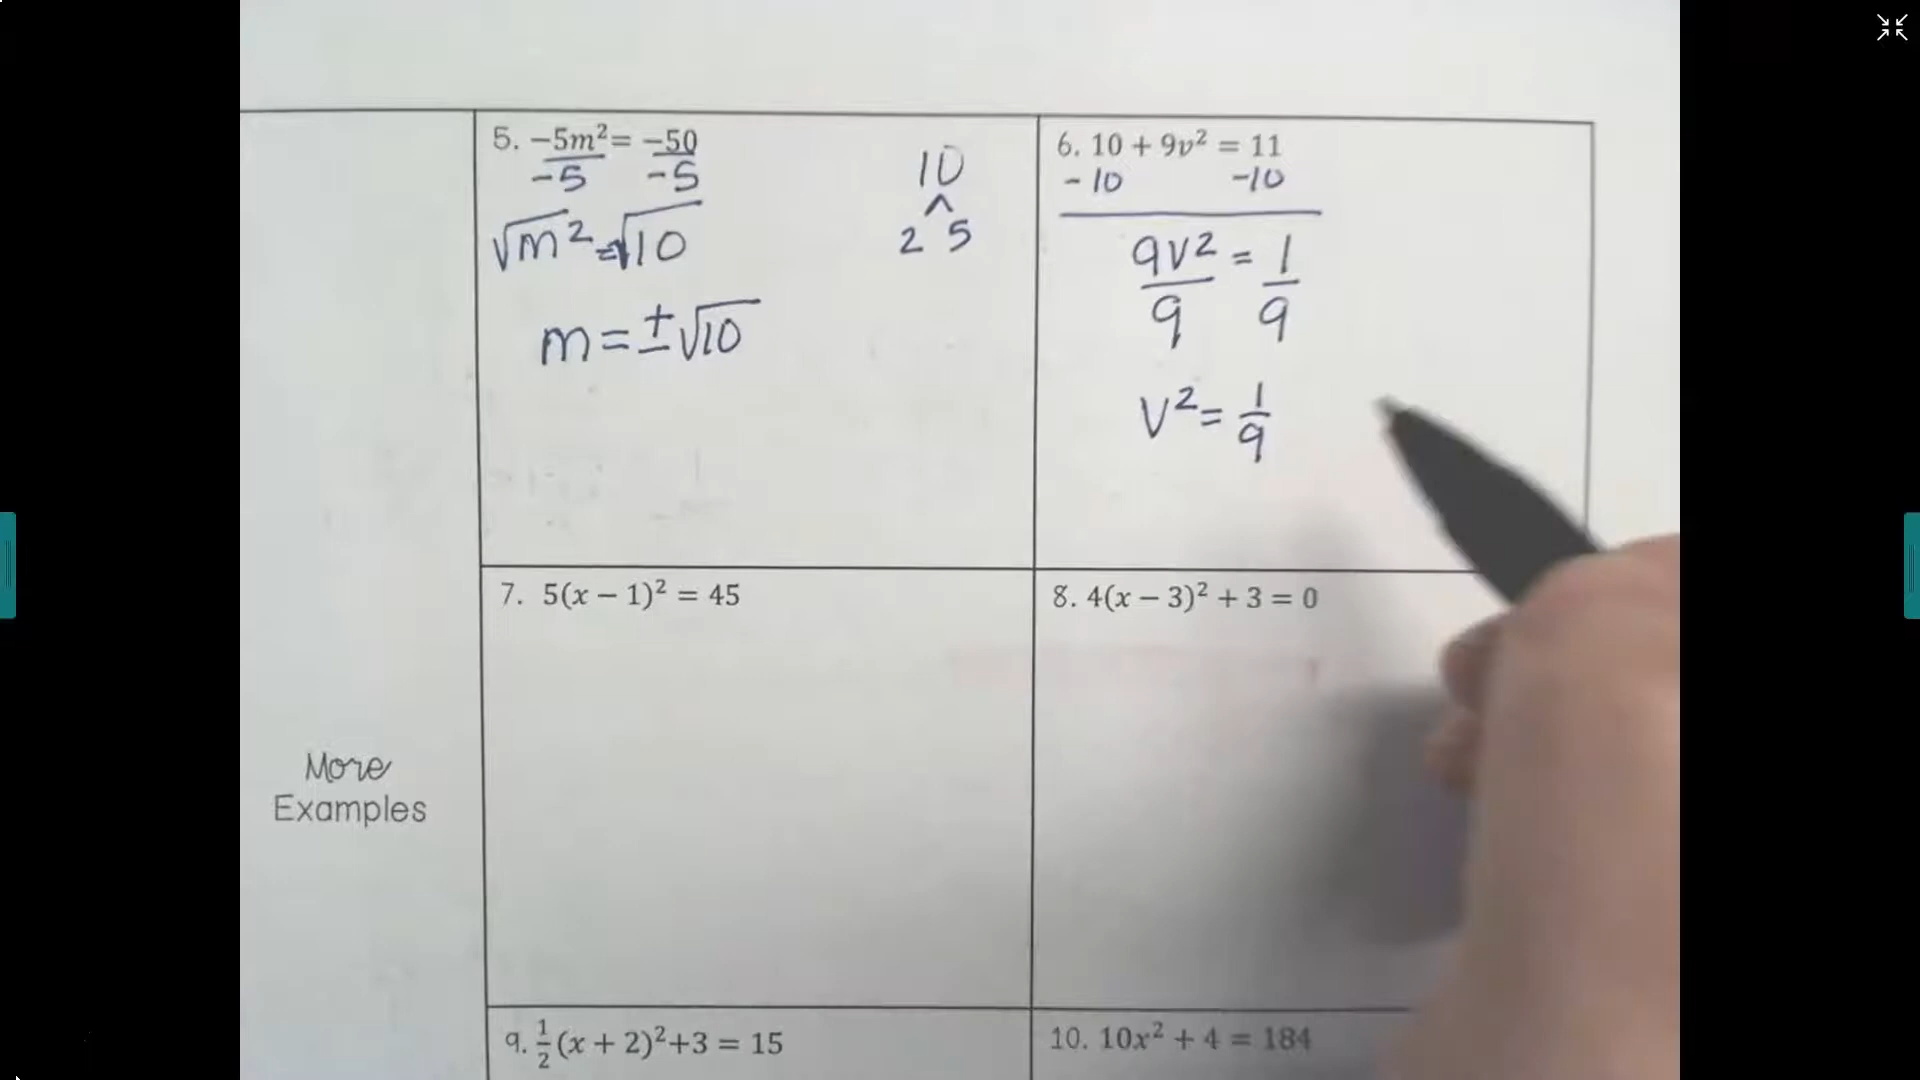 5. −5m²= −50
−5 −5
√m² = √10
m = ±√10
10
^
2 5
6. 10 + 9v² = 11
- 10 -10
9v²/9 = 1/9
v² = 1/9
7. 5(x − 1)² = 45
8. 4(x − 3)² + 3 = 0
More
Examples
9. ½(x + 2)²+3 = 15
10. 10x² + 4 = 184